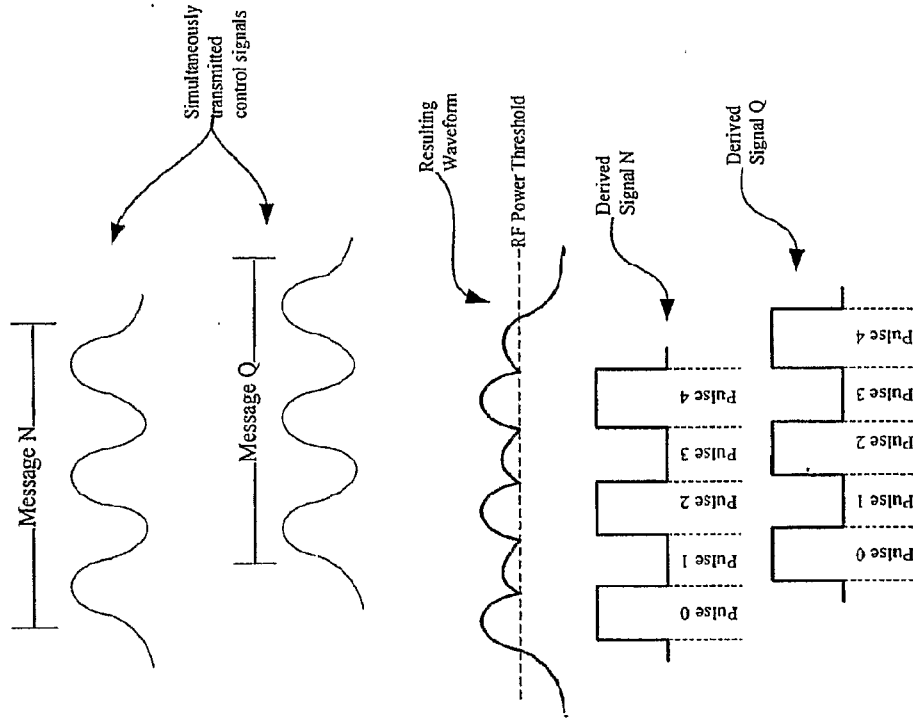 Message N
Message Q
Simultaneously
transmitted
control signals
Resulting
Waveform
RF Power Threshold
Derived
Signal N
Pulse 0
Pulse 1
Pulse 2
Pulse 3
Pulse 4
Derived
Signal Q
Pulse 0
Pulse 1
Pulse 2
Pulse 3
Pulse 4